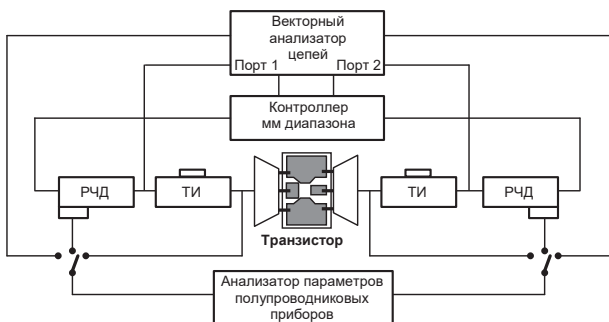 Векторный
анализатор
цепей
Порт 1 Порт 2
Контроллер
мм диапазона
РЧД ТИ ТИ РЧД
Транзистор
Анализатор параметров
полупроводниковых
приборов